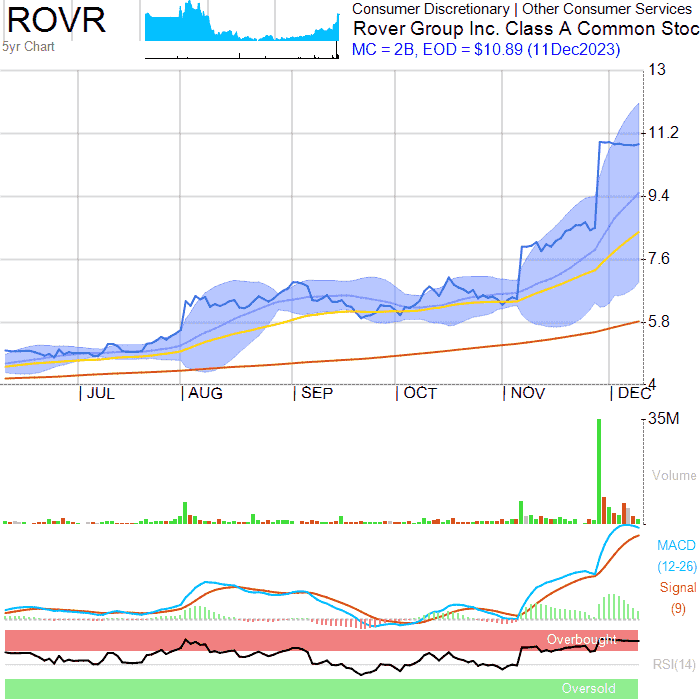 ROVR
5yr Chart
Consumer Discretionary | Other Consumer Services
Rover Group Inc. Class A Common Stoc
MC = 2B, EOD = $10.89 (11Dec2023)
13
11.2
9.4
7.6
5.8
4
JUL
AUG
SEP
OCT
NOV
DEC
35M
Volume
MACD
(12-26)
Signal
(9)
Overbought
RSI(14)
Oversold